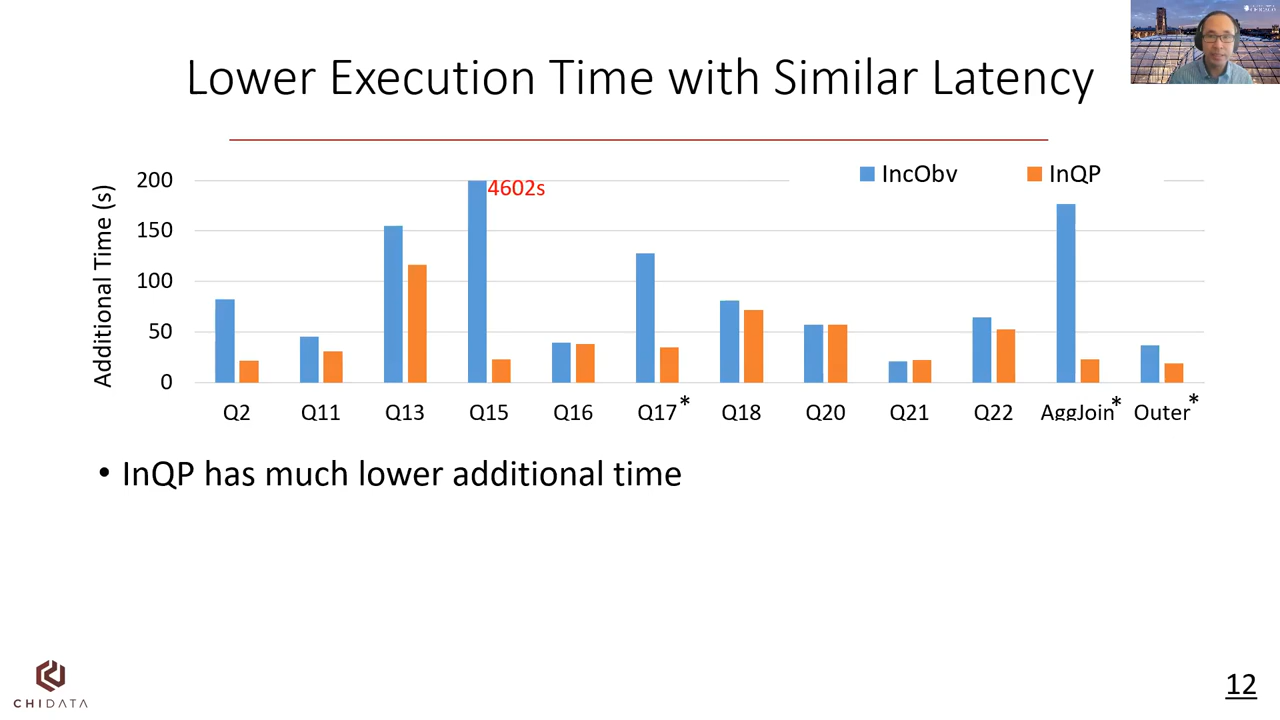 Lower Execution Time with Similar Latency
Additional Time (s)
200
150
100
50
0
4602s
IncObv
InQP
Q2 Q11 Q13 Q15 Q16 Q17* Q18 Q20 Q21 Q22 AggJoin* Outer*
• InQP has much lower additional time
CHIDATA
12